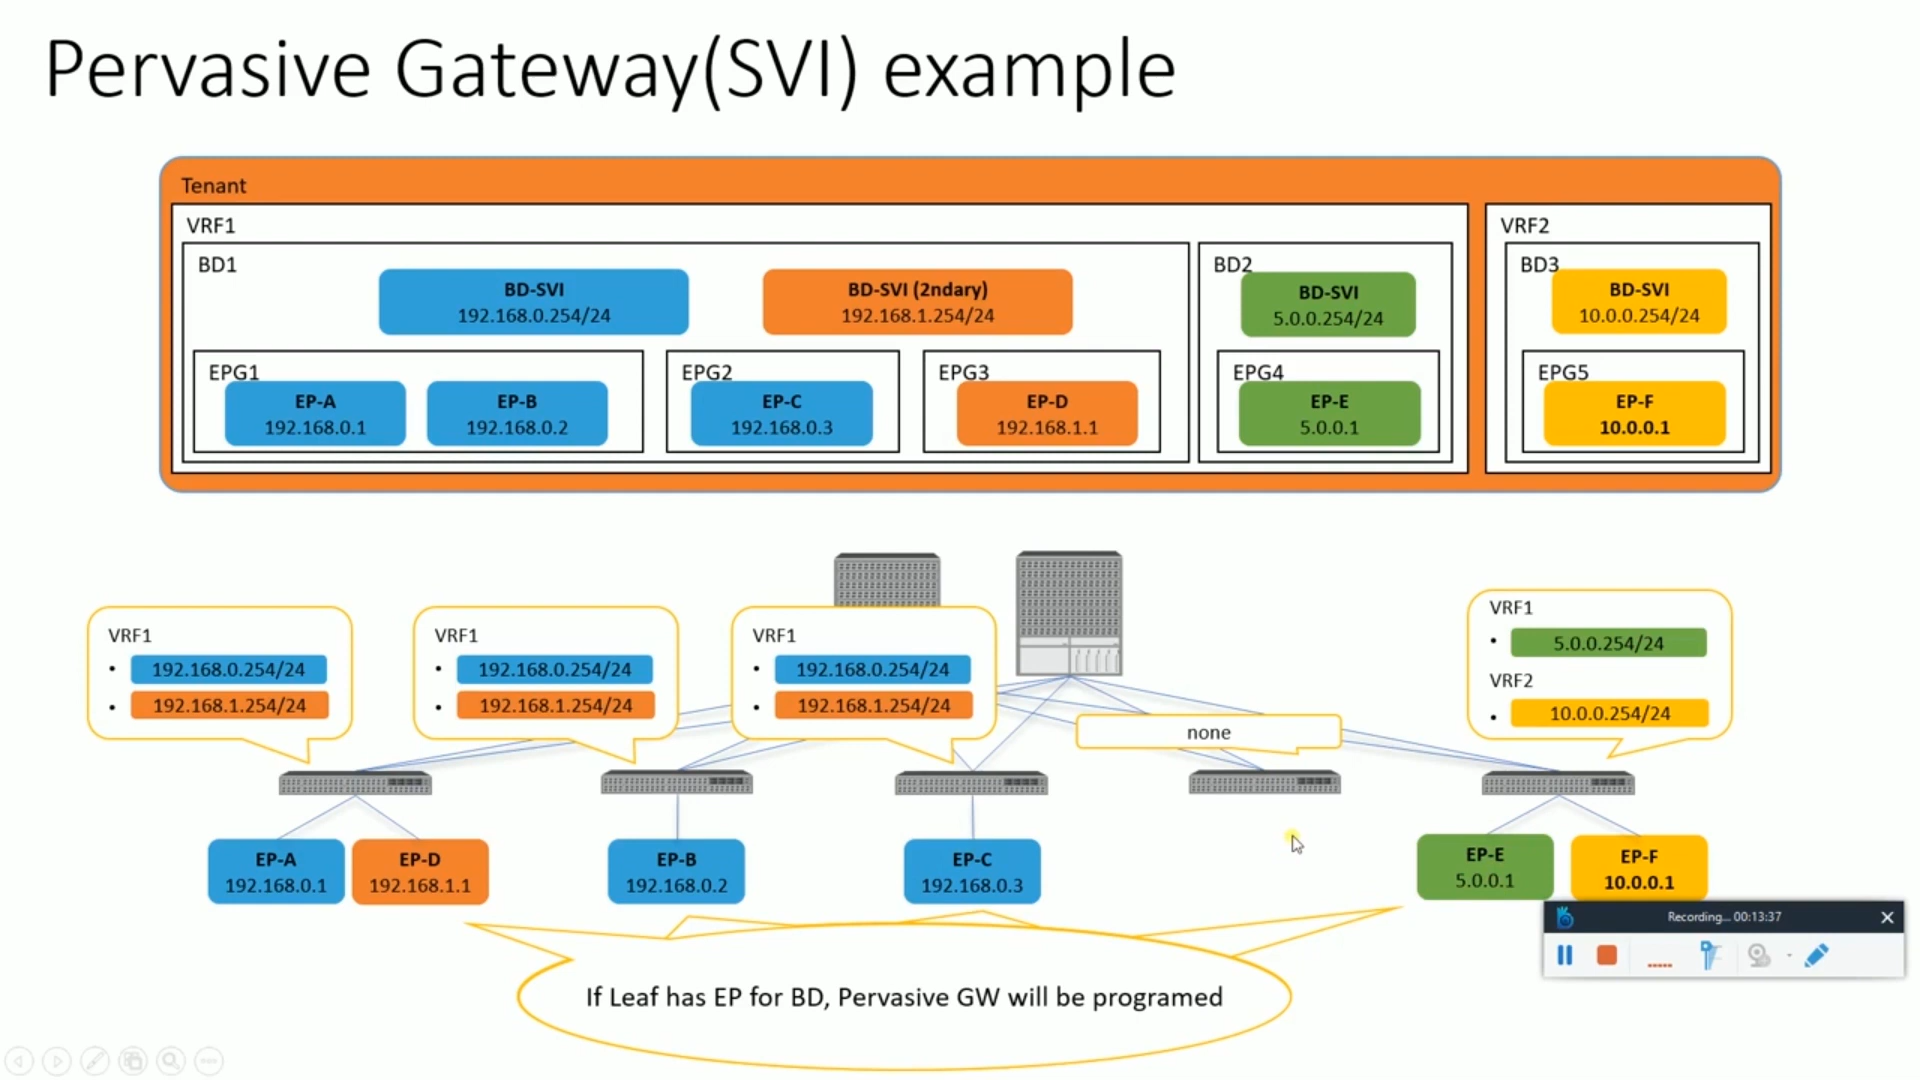 Pervasive Gateway(SVI) example
Tenant
VRF1
VRF2
BD1
BD2
BD3
BD-SVI
192.168.0.254/24
BD-SVI (2ndary)
192.168.1.254/24
BD-SVI
5.0.0.254/24
BD-SVI
10.0.0.254/24
EPG1
EP-A
192.168.0.1
EP-B
192.168.0.2
EPG2
EP-C
192.168.0.3
EPG3
EP-D
192.168.1.1
EPG4
EP-E
5.0.0.1
EPG5
EP-F
10.0.0.1
VRF1
• 192.168.0.254/24
• 192.168.1.254/24
VRF1
• 192.168.0.254/24
• 192.168.1.254/24
VRF1
• 192.168.0.254/24
• 192.168.1.254/24
none
VRF1
• 5.0.0.254/24
VRF2
• 10.0.0.254/24
EP-A
192.168.0.1
EP-D
192.168.1.1
EP-B
192.168.0.2
EP-C
192.168.0.3
EP-E
5.0.0.1
EP-F
10.0.0.1
If Leaf has EP for BD, Pervasive GW will be programed
Recording... 00:13:37